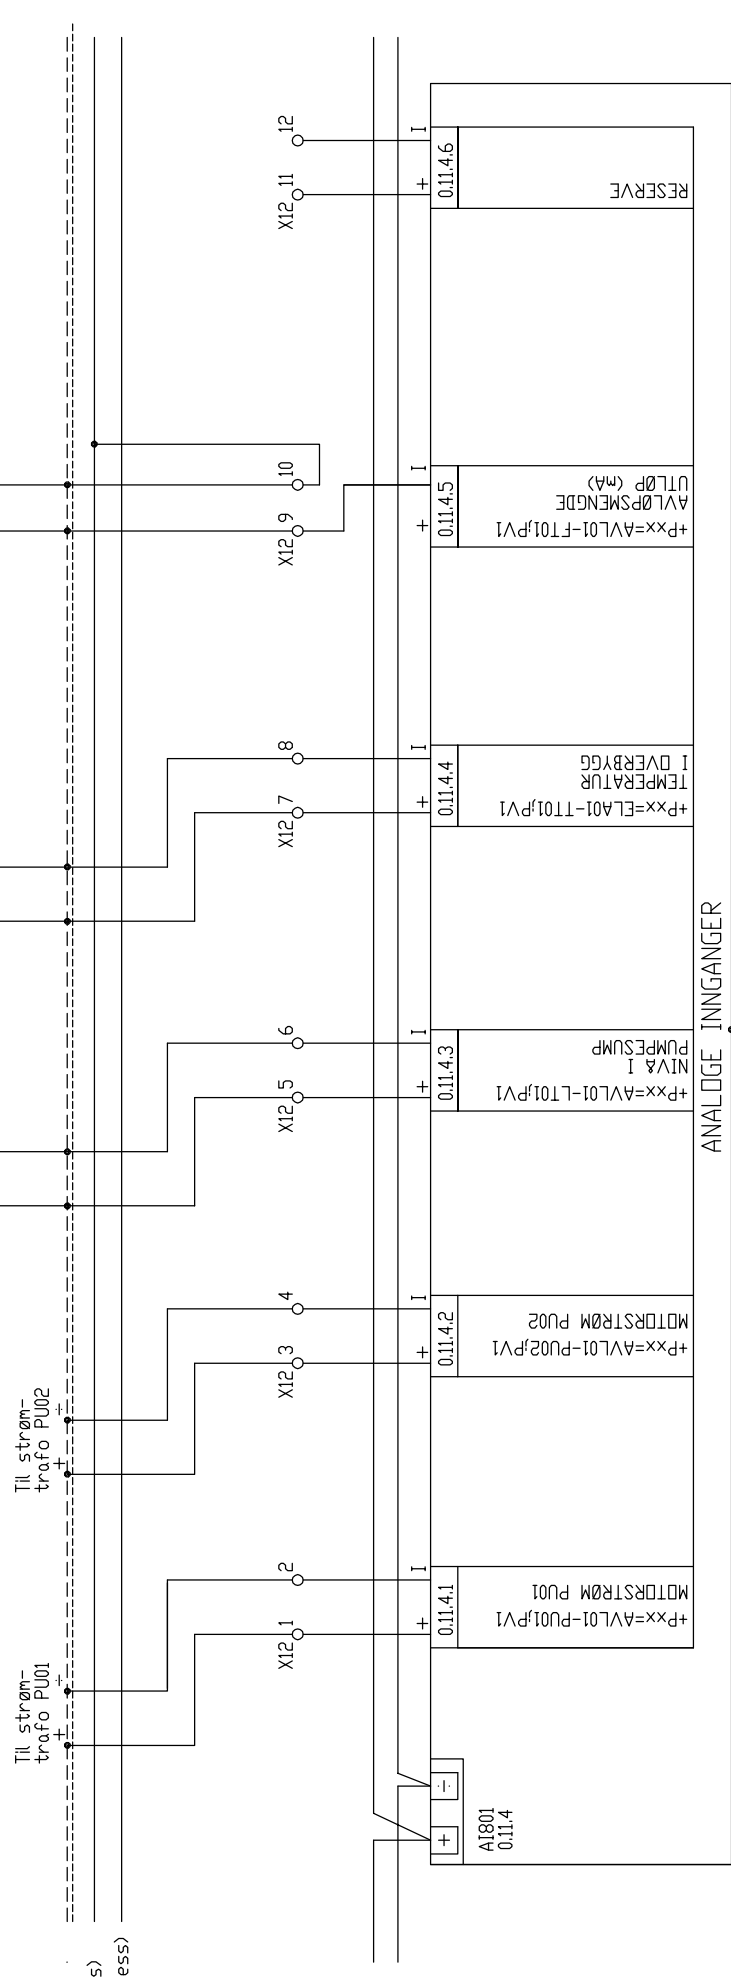 12
I
X12 11
+
0.11.4.6
RESERVE
10
I
X12 9
+
0.11.4.5
+Pxx=AVL01-FT01;PV1
AVLØPSMENGDE
UTLØP (mA)
8
I
X12 7
+
0.11.4.4
+Pxx=ELA01-TT01;PV1
TEMPERATUR
I OVERBYGG
6
I
X12 5
+
0.11.4.3
+Pxx=AVL01-LT01;PV1
NIVÅ I
PUMPESUMP
ANALOGE INNGANGER
4
I
X12 3
+
0.11.4.2
+Pxx=AVL01-PU02;PV1
MOTORSTRØM PU02
Til strøm-
trafo PU02
+ ÷
2
I
X12 1
+
0.11.4.1
+Pxx=AVL01-PU01;PV1
MOTORSTRØM PU01
Til strøm-
trafo PU01
+ ÷
+ ÷
AI801
0.11.4
s)
ess)